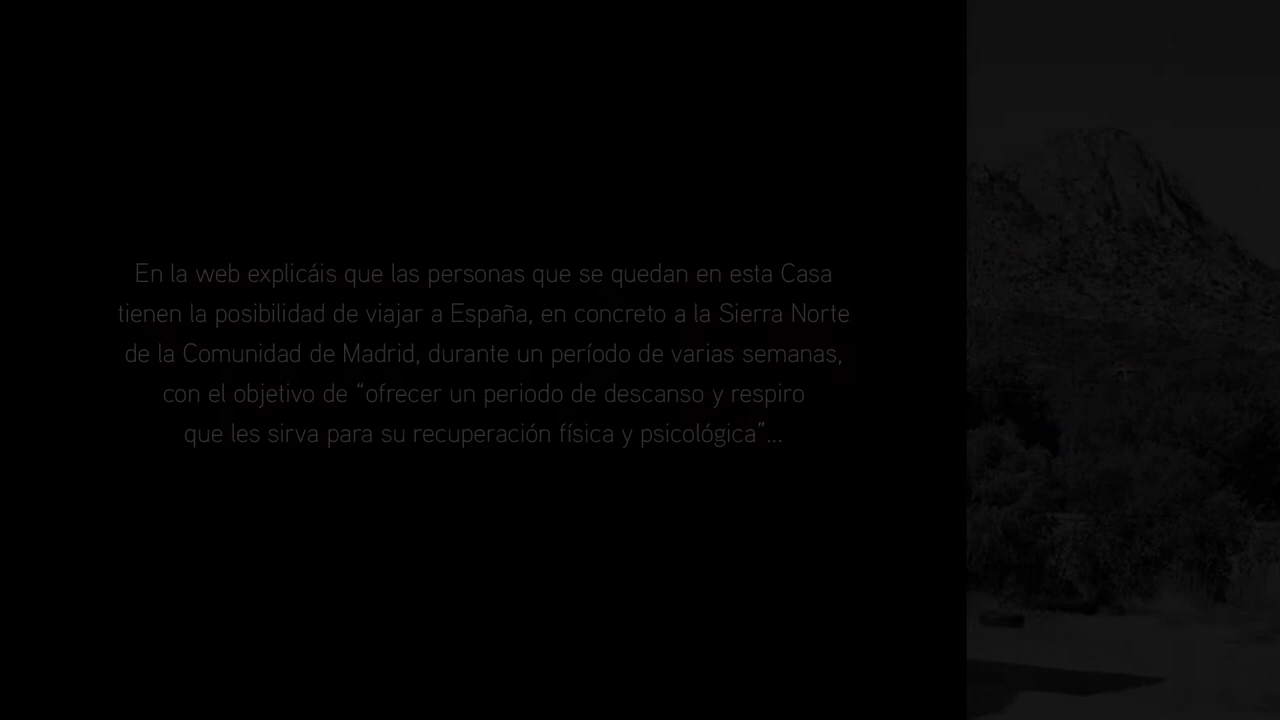 En la web explicáis que las personas que se quedan en esta Casa
tienen la posibilidad de viajar a España, en concreto a la Sierra Norte
de la Comunidad de Madrid, durante un período de varias semanas,
con el objetivo de “ofrecer un periodo de descanso y respiro
que les sirva para su recuperación física y psicológica”...